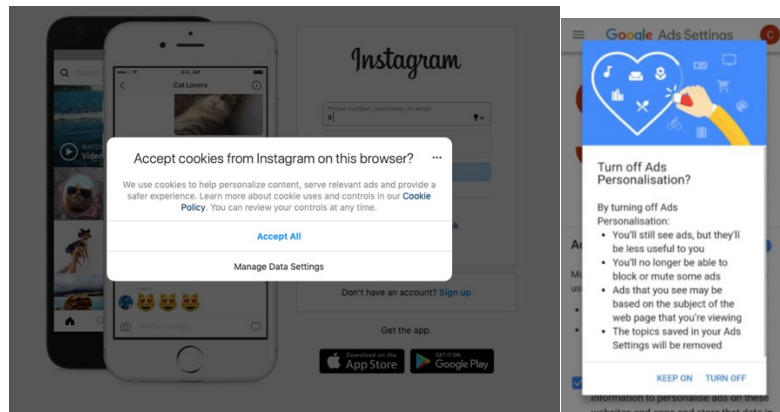 Instagram
Cat Lovers
Phone number, username, or email
Accept cookies from Instagram on this browser?
We use cookies to help personalize content, serve relevant ads and provide a
safer experience. Learn more about cookie uses and controls in our Cookie
Policy. You can review your controls at any time.
Accept All
Manage Data Settings
Don't have an account? Sign up
Get the app.
Download on the
App Store
GET IT ON
Google Play
Google Ads Settings
C
Turn off Ads
Personalisation?
By turning off Ads
Personalisation:
• You'll still see ads, but they'll
be less useful to you
• You'll no longer be able to
block or mute some ads
• Ads that you see may be
based on the subject of the
web page that you're viewing
• The topics saved in your Ads
Settings will be removed
KEEP ON TURN OFF
information to personalise ads on these